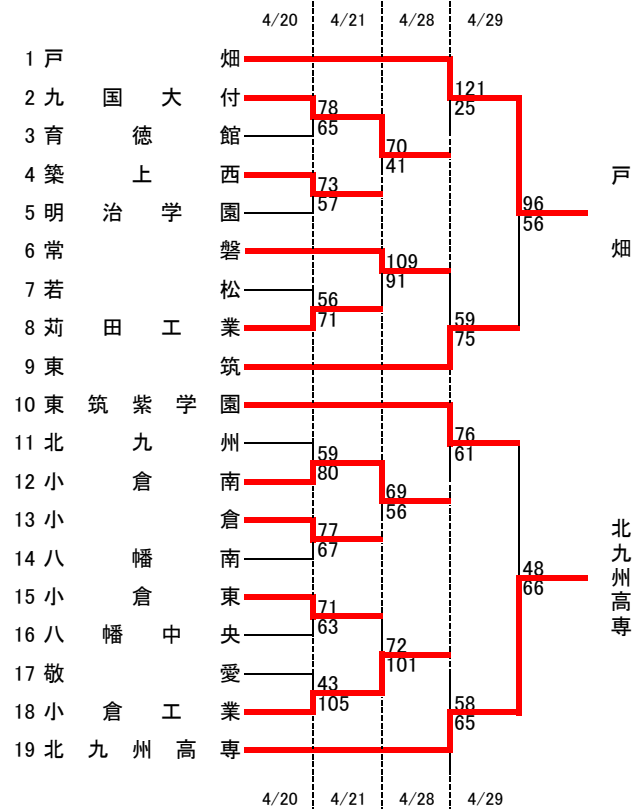 4/20 4/21 4/28 4/29
1 戸畑
2 九国大付
3 育徳館
4 築上西
5 明治学園
6 常磐
7 若松
8 苅田工業
9 東筑
10 東筑紫学園
11 北九州
12 小倉南
13 小倉
14 八幡南
15 小倉東
16 八幡中央
17 敬愛
18 小倉工業
19 北九州高専
78
65
73
57
56
71
59
80
77
67
71
63
43
105
70
41
109
91
69
56
72
101
121
25
59
75
76
61
58
65
96
56
48
66
戸畑
北九州高専
4/20 4/21 4/28 4/29